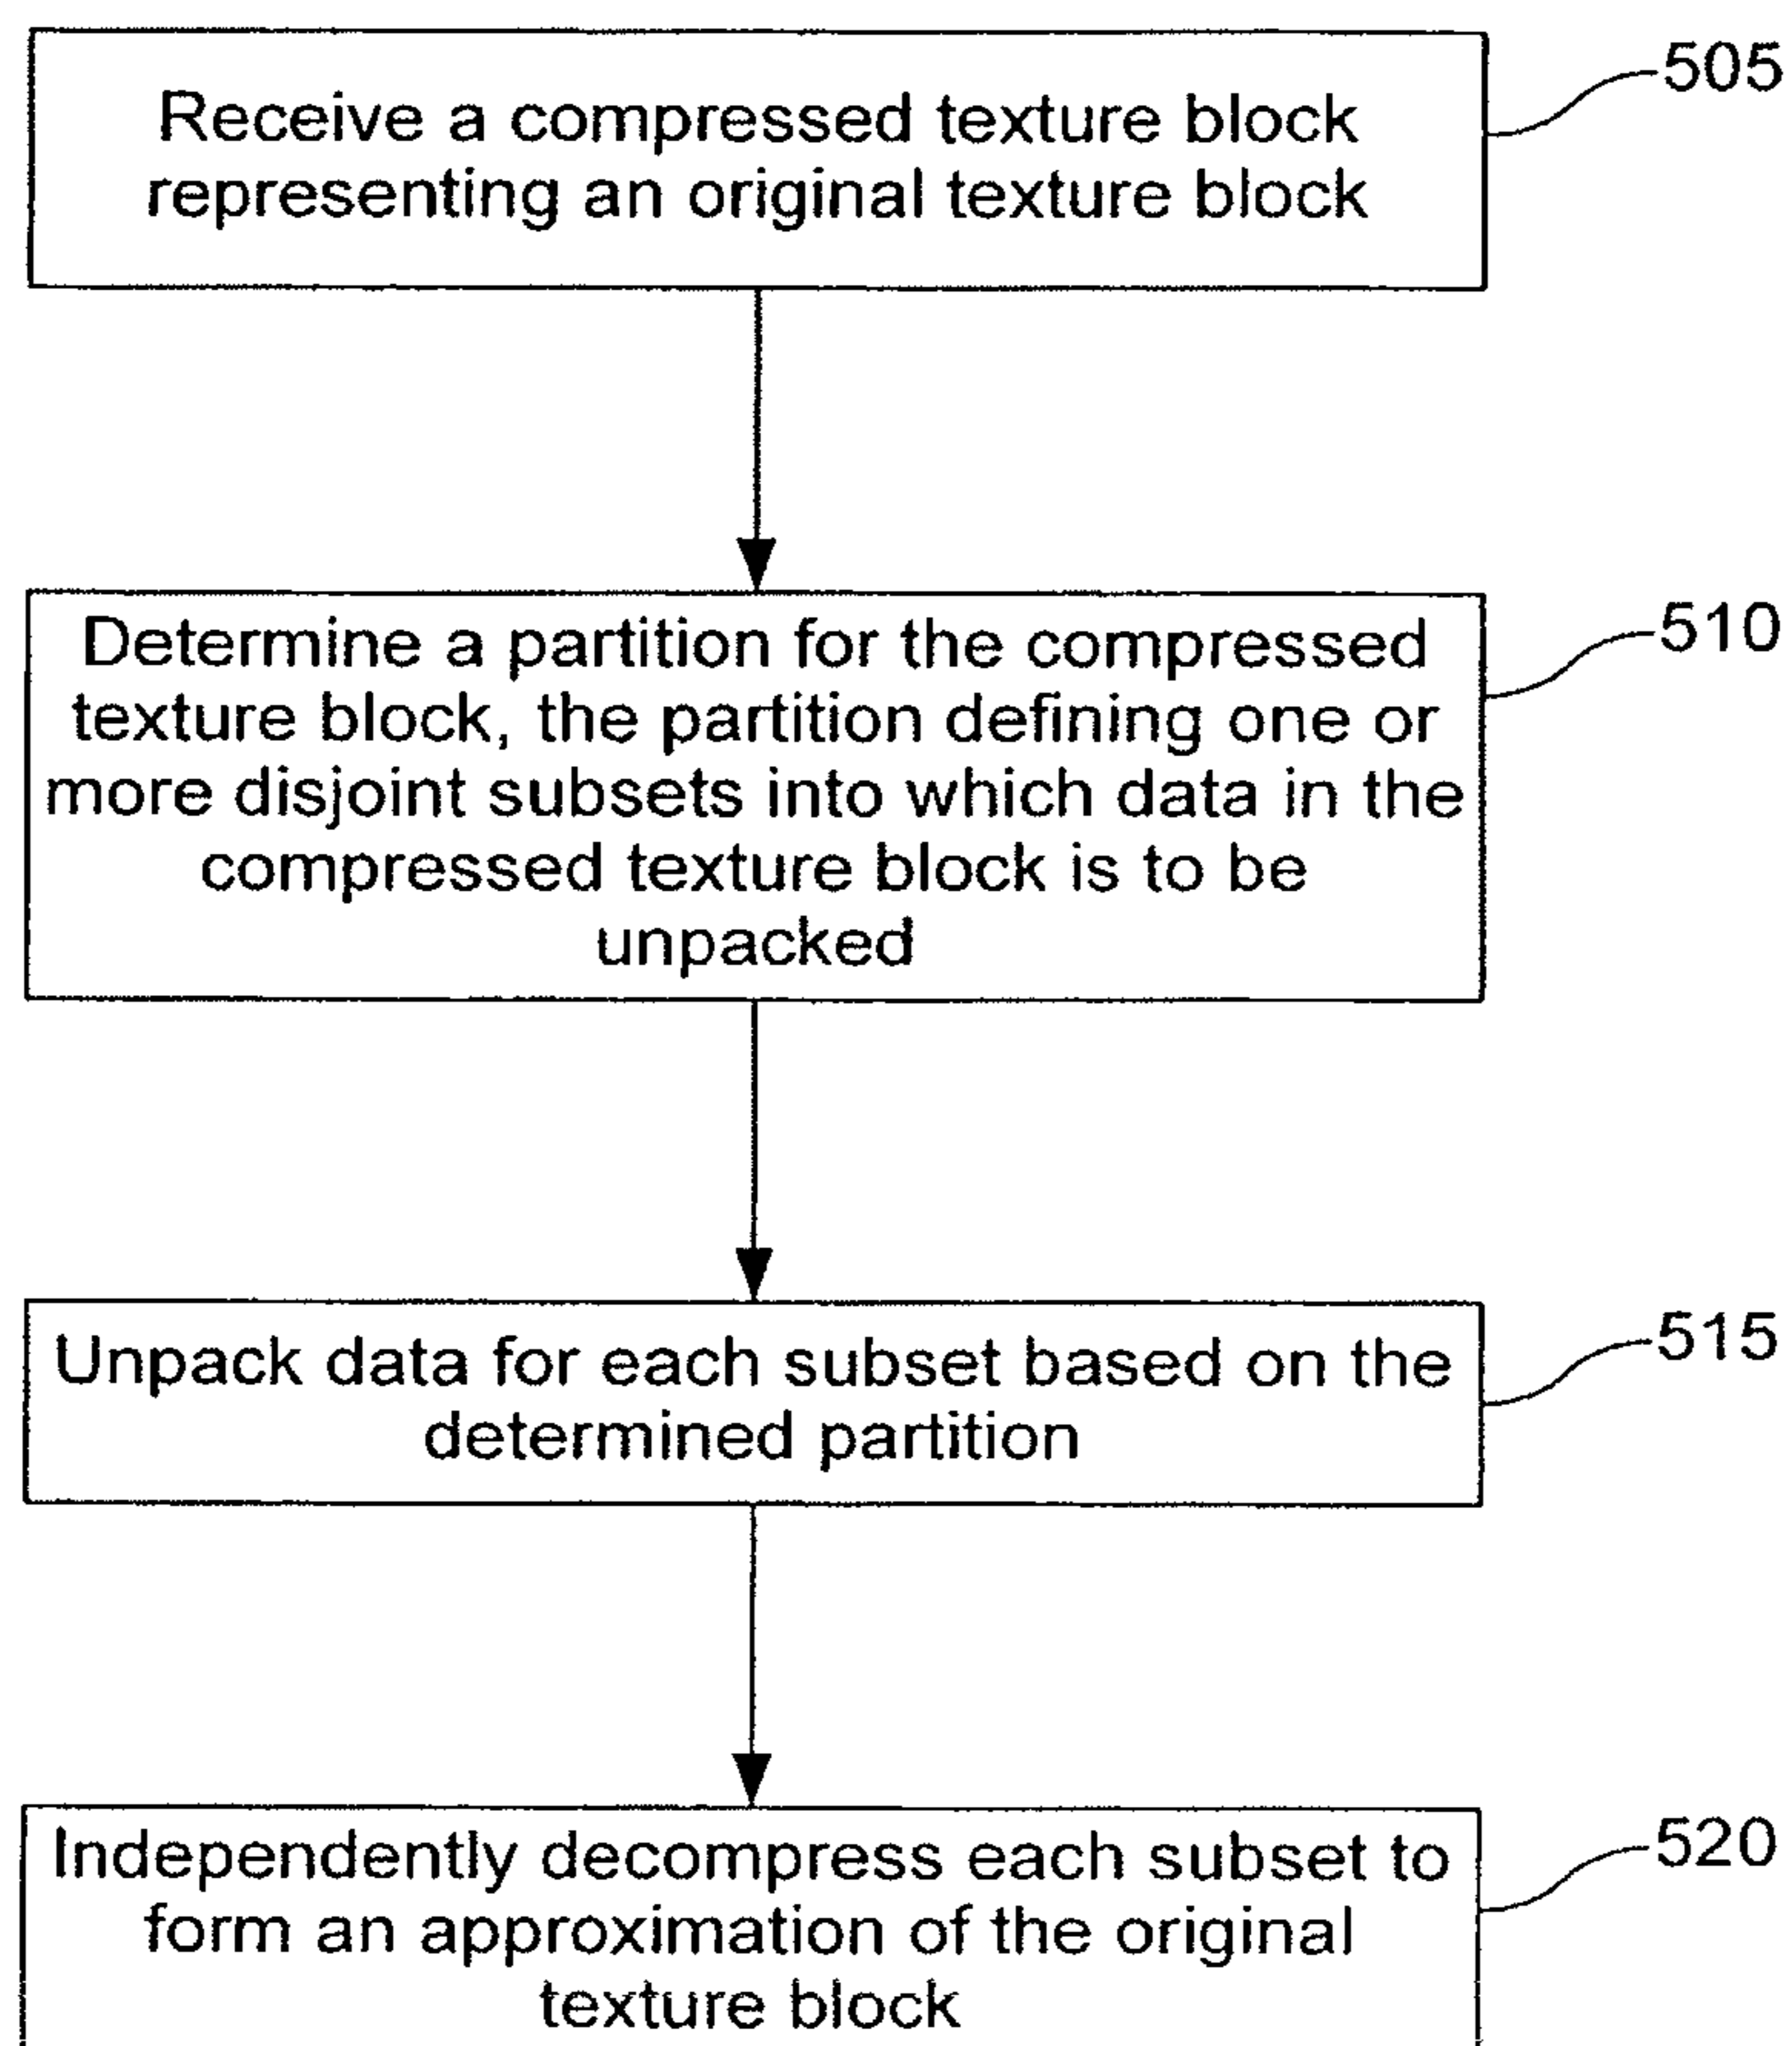 505
Receive a compressed texture block
representing an original texture block
510
Determine a partition for the compressed
texture block, the partition defining one or
more disjoint subsets into which data in the
compressed texture block is to be
unpacked
515
Unpack data for each subset based on the
determined partition
520
Independently decompress each subset to
form an approximation of the original
texture block